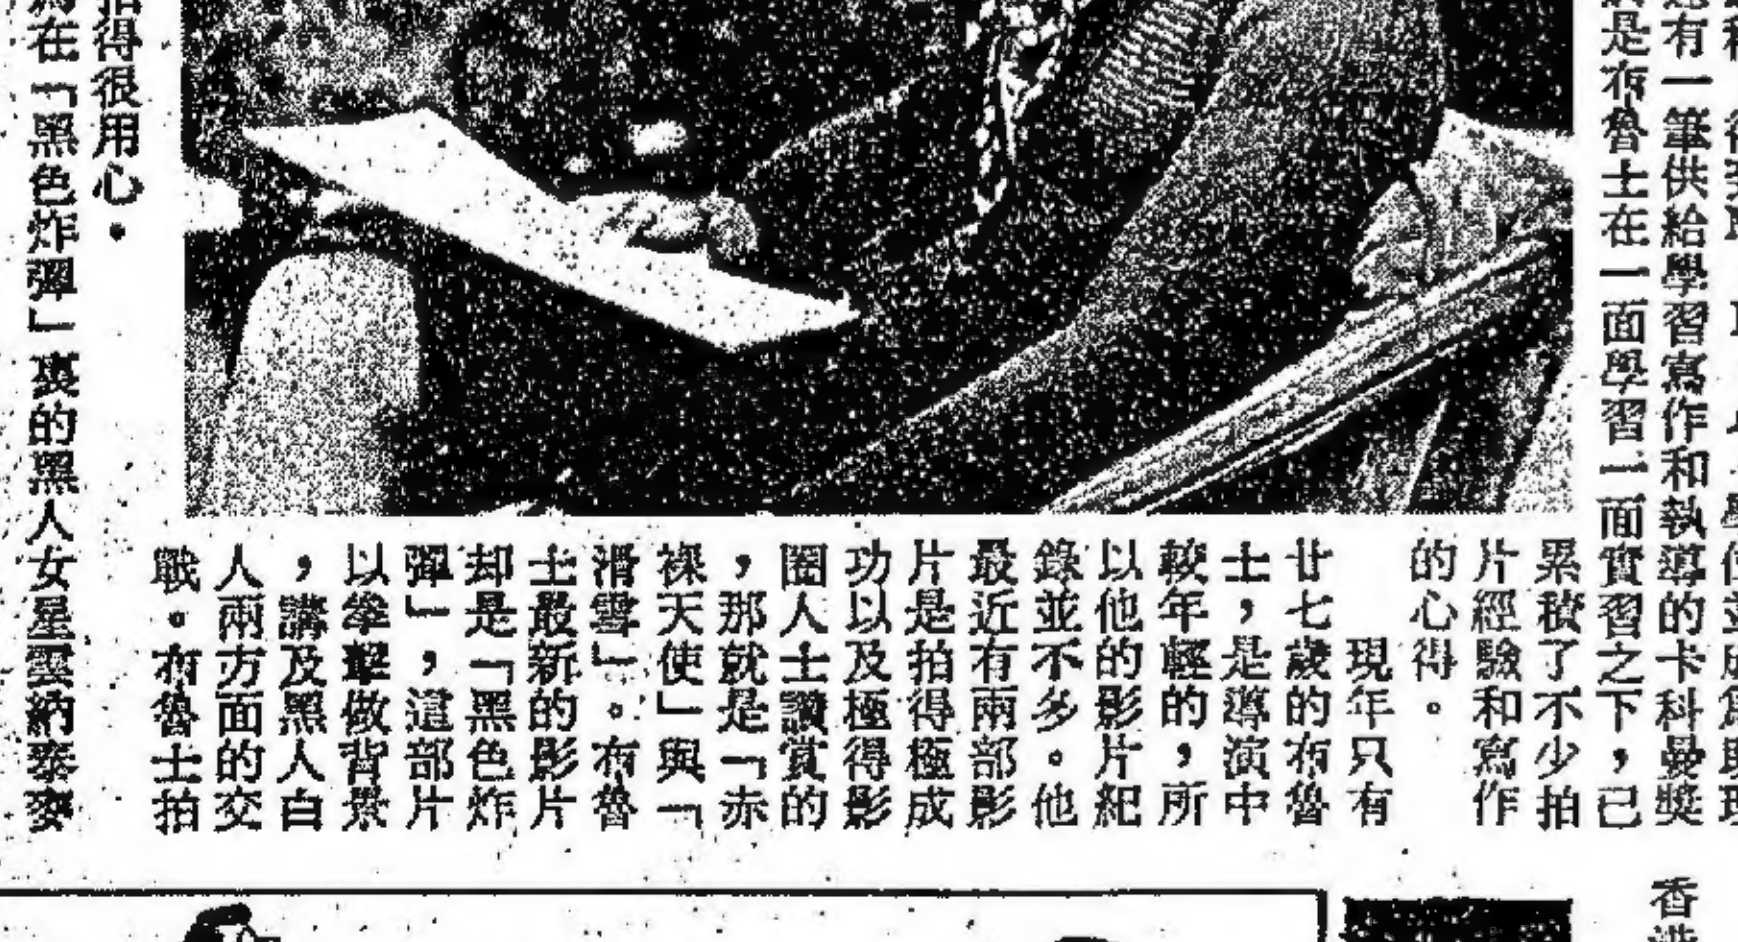 有一筆供給學習寫作和執導的卡科曼獎
是布魯士在一面學習一面實習之下，已
累積了不少拍
片經驗和寫作
的心得。
現年只有
廿七歲的布魯
士，是導演中
較年輕的，所
以他的影片紀
錄並不多。他
最近有兩部影
片是拍得極成
功以及極得影
圈人士讚賞的
，那就是「赤
裸天使」與「
滑雪」。布魯
士最新的影片
却是「黑色炸
彈」，這部片
以拳擊做背景
，講及黑人白
人兩方面的交
戰。布魯士拍
得很用心。
在「黑色炸彈」裏的黑人女星雲納泰麥
香